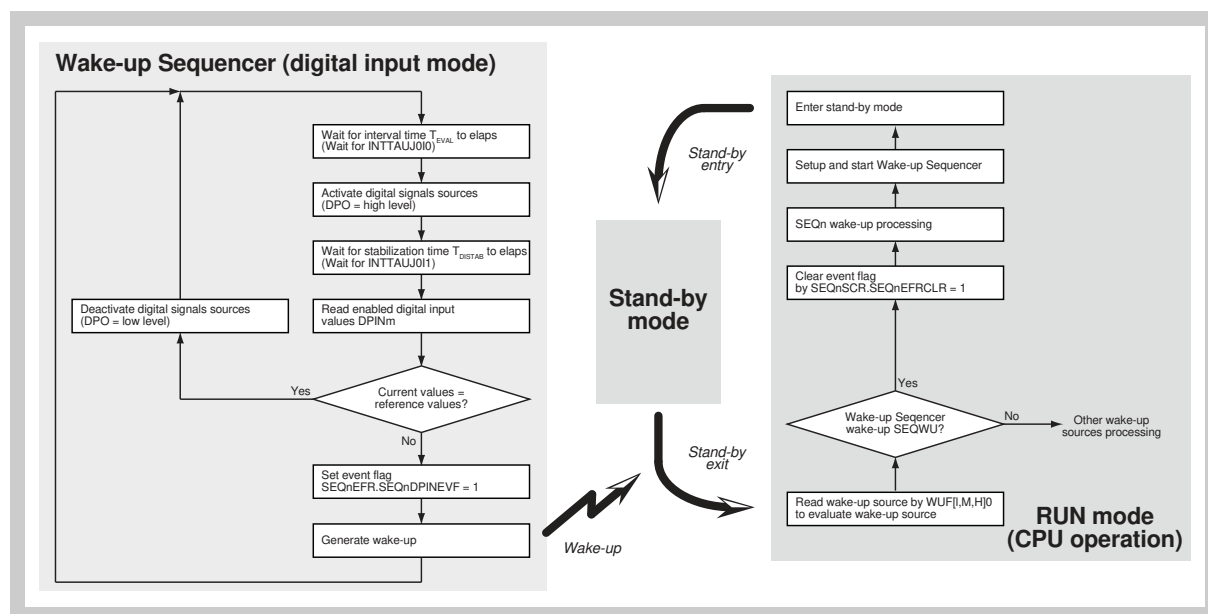 Wake-up Sequencer (digital input mode)
Wait for interval time TEVAL to elaps
(Wait for INTTAUJ0I0)
Activate digital signals sources
(DPO = high level)
Wait for stabilization time TDISTAB to elaps
(Wait for INTTAUJ0I1)
Read enabled digital input
values DPINm
Deactivate digital signals sources
(DPO = low level)
Yes
Current values =
reference values?
No
Set event flag
SEQnEFR.SEQnDPINEVF = 1
Generate wake-up
Wake-up
Stand-by
entry
Stand-by
mode
Stand-by
exit
Enter stand-by mode
Setup and start Wake-up Sequencer
SEQn wake-up processing
Clear event flag
by SEQnSCR.SEQnEFRCLR = 1
Yes
Wake-up Seqencer
wake-up SEQWU?
No
Other wake-up
sources processing
Read wake-up source by WUF[I,M,H]0
to evaluate wake-up source
RUN mode
(CPU operation)